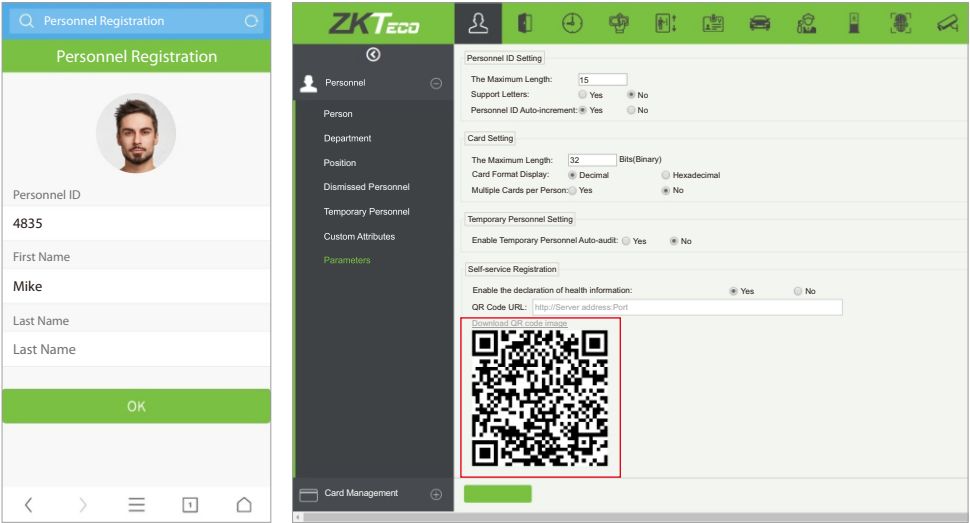 Personnel Registration
Personnel Registration
Personnel ID
4835
First Name
Mike
Last Name
Last Name
OK
1
ZKTECO
Personnel
Person
Department
Position
Dismissed Personnel
Temporary Personnel
Custom Attributes
Parameters
Card Management
Personnel ID Setting
The Maximum Length: 15
Support Letters: Yes No
Personnel ID Auto-increment: Yes No
Card Setting
The Maximum Length: 32 Bits(Binary)
Card Format Display: Decimal Hexadecimal
Multiple Cards per Person: Yes No
Temporary Personnel Setting
Enable Temporary Personnel Auto-audit: Yes No
Self-service Registration
Enable the declaration of health information: Yes No
QR Code URL: http://Server address:Port
Download QR code image